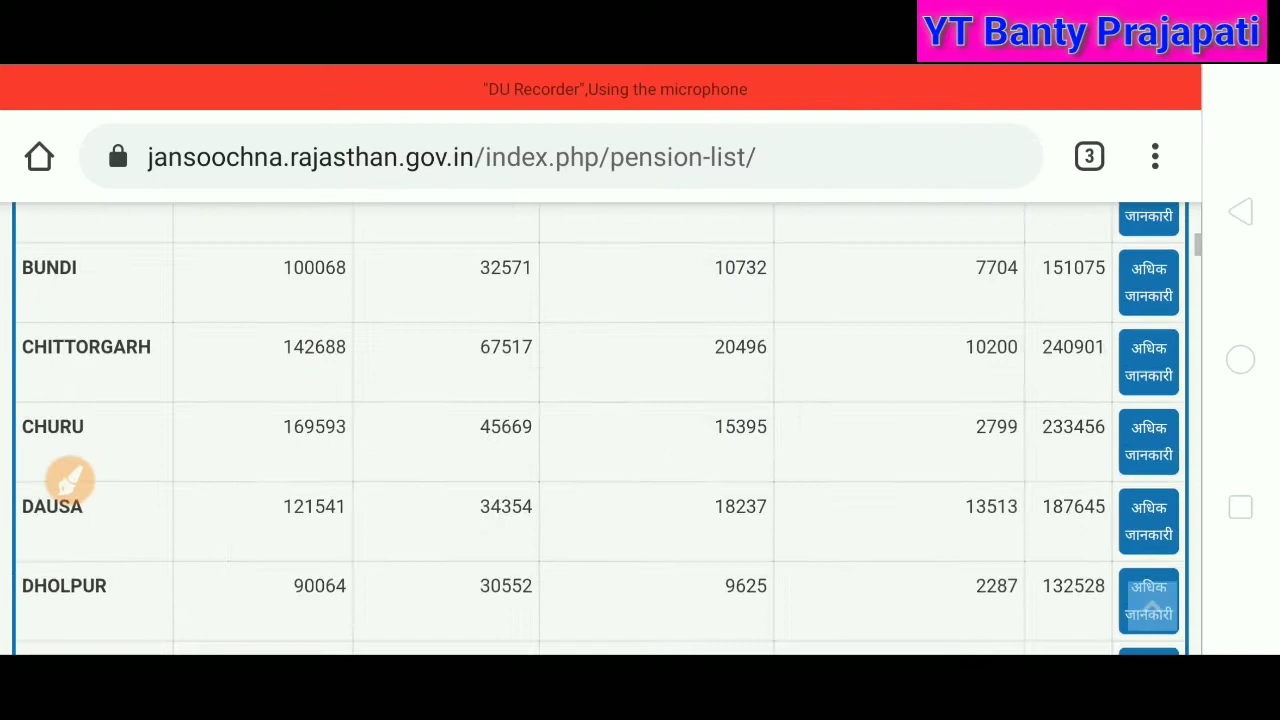 YT Banty Prajapati
"DU Recorder",Using the microphone
jansoochna.rajasthan.gov.in/index.php/pension-list/
3
जानकारी
BUNDI 100068 32571 10732 7704 151075 अधिक
जानकारी
CHITTORGARH 142688 67517 20496 10200 240901 अधिक
जानकारी
CHURU 169593 45669 15395 2799 233456 अधिक
जानकारी
DAUSA 121541 34354 18237 13513 187645 अधिक
जानकारी
DHOLPUR 90064 30552 9625 2287 132528 अधिक
जानकारी